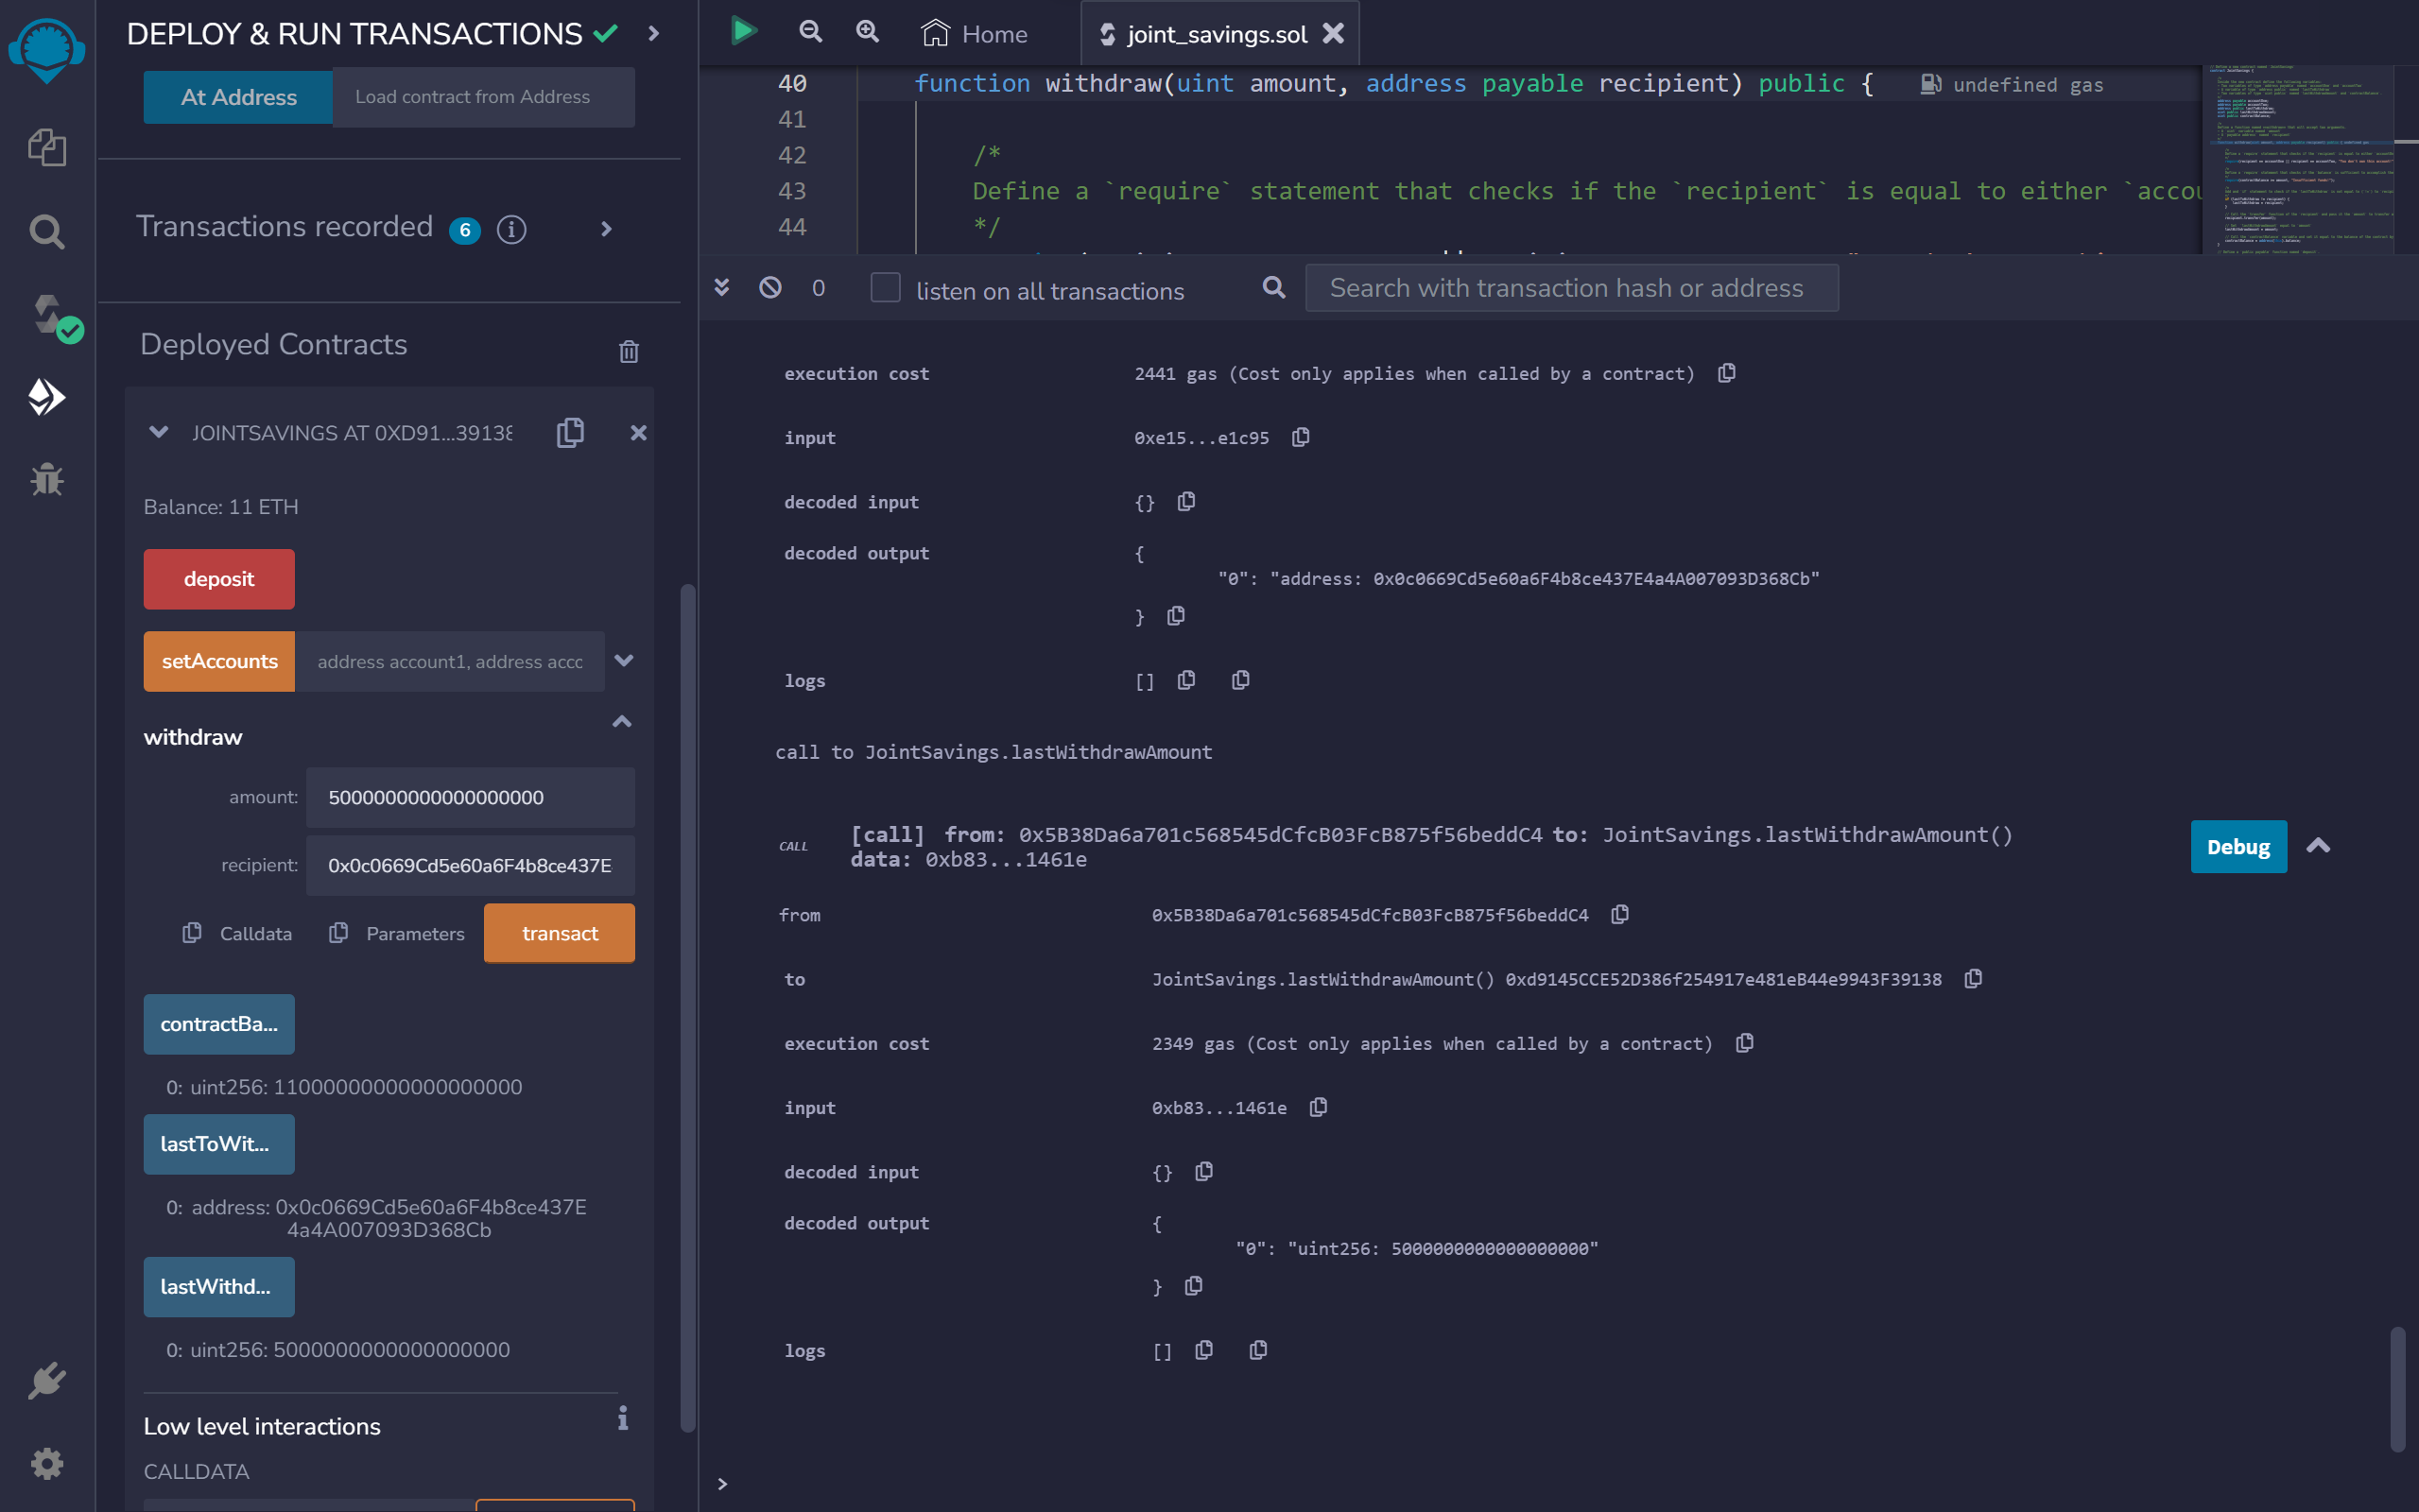 DEPLOY & RUN TRANSACTIONS
At Address
Load contract from Address
Transactions recorded 6
Deployed Contracts
JOINTSAVINGS AT 0XD91...39138
Balance: 11 ETH
deposit
setAccounts
address account1, address accc
withdraw
amount:
5000000000000000000
recipient:
0x0c0669Cd5e60a6F4b8ce437E
Calldata
Parameters
transact
contractBa...
0: uint256: 11000000000000000000
lastToWit...
0: address: 0x0c0669Cd5e60a6F4b8ce437E
4a4A007093D368Cb
lastWithd...
0: uint256: 5000000000000000000
Low level interactions
CALLDATA
Home
joint_savings.sol
40 function withdraw(uint amount, address payable recipient) public { undefined gas
41
42 /*
43 Define a `require` statement that checks if the `recipient` is equal to either `accou
44 */
0
listen on all transactions
Search with transaction hash or address
execution cost 2441 gas (Cost only applies when called by a contract)
input 0xe15...e1c95
decoded input {}
decoded output {
"0": "address: 0x0c0669Cd5e60a6F4b8ce437E4a4A007093D368Cb"
}
logs []
call to JointSavings.lastWithdrawAmount
CALL [call] from: 0x5B38Da6a701c568545dCfcB03FcB875f56beddC4 to: JointSavings.lastWithdrawAmount()
data: 0xb83...1461e
Debug
from 0x5B38Da6a701c568545dCfcB03FcB875f56beddC4
to JointSavings.lastWithdrawAmount() 0xd9145CCE52D386f254917e481eB44e9943F39138
execution cost 2349 gas (Cost only applies when called by a contract)
input 0xb83...1461e
decoded input {}
decoded output {
"0": "uint256: 5000000000000000000"
}
logs []
>